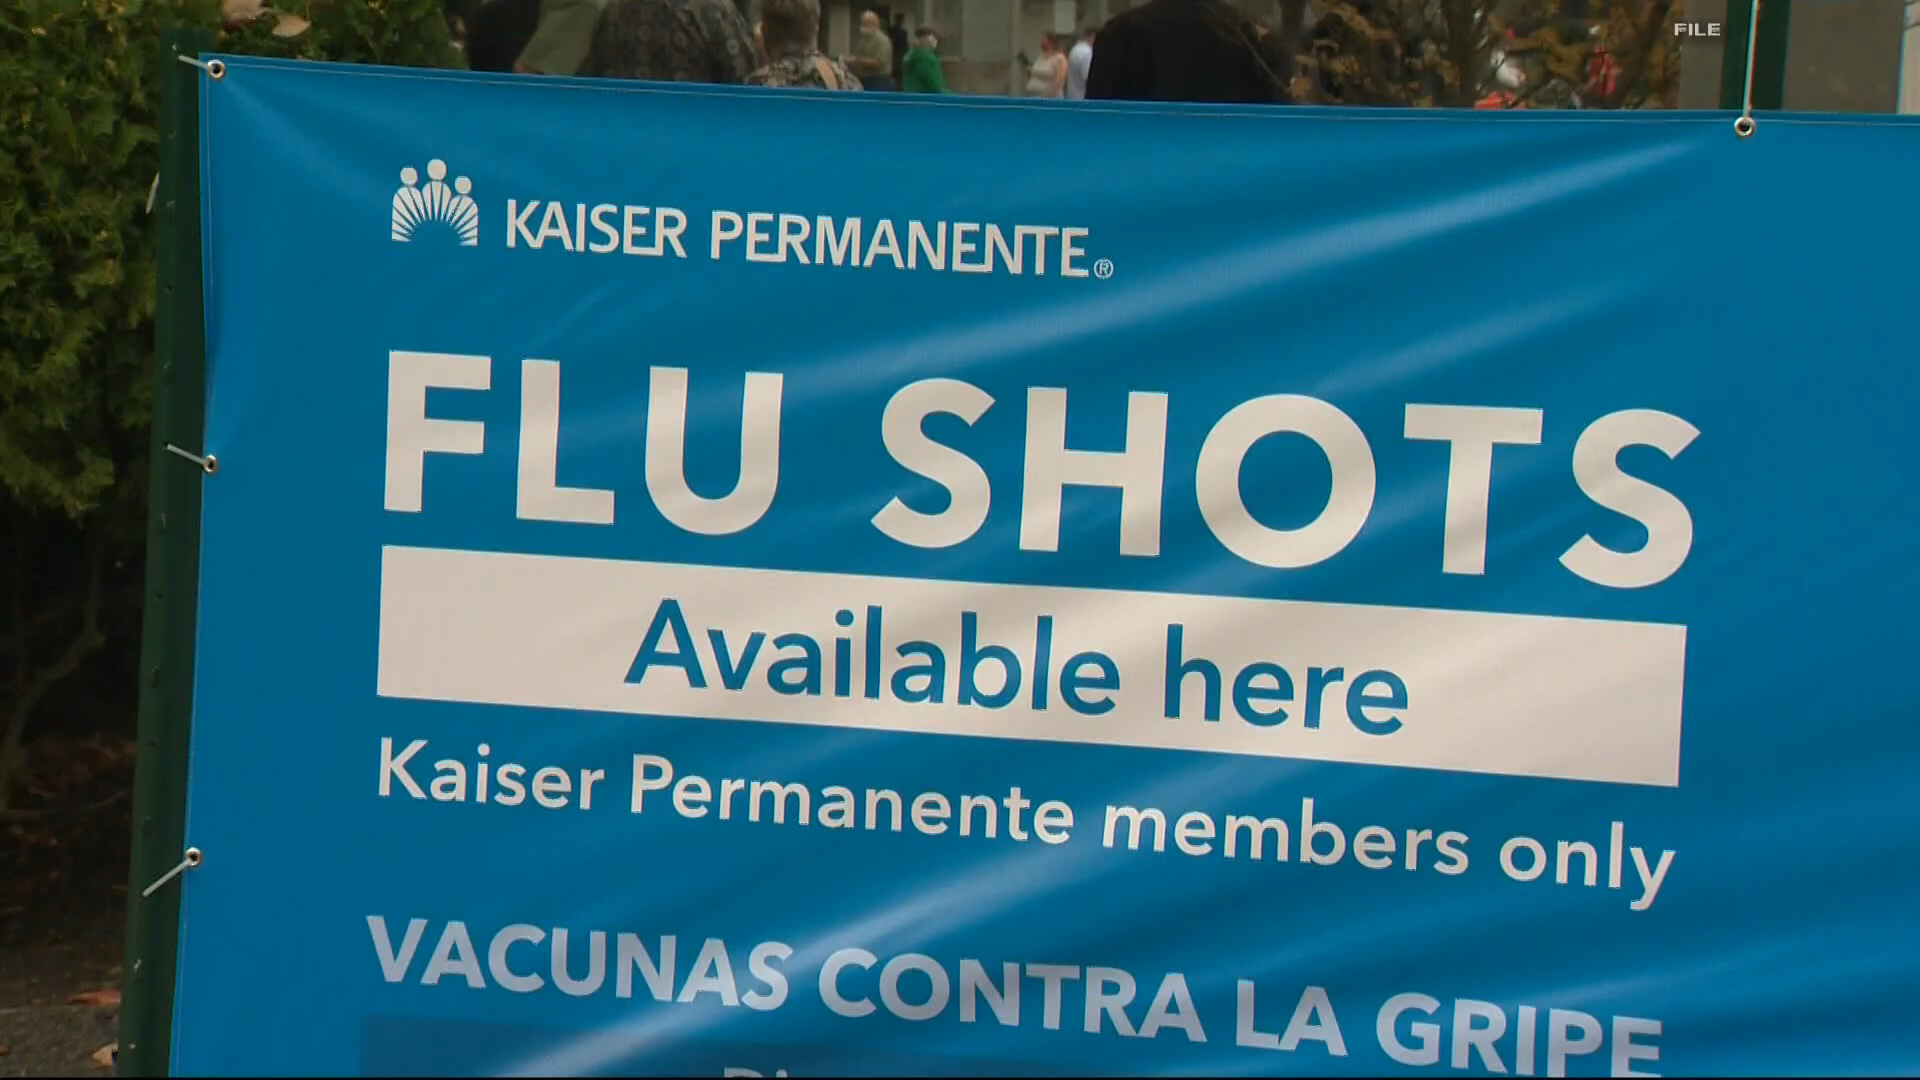 FILE
KAISER PERMANENTE®
FLU SHOTS
Available here
Kaiser Permanente members only
VACUNAS CONTRA LA GRIPE